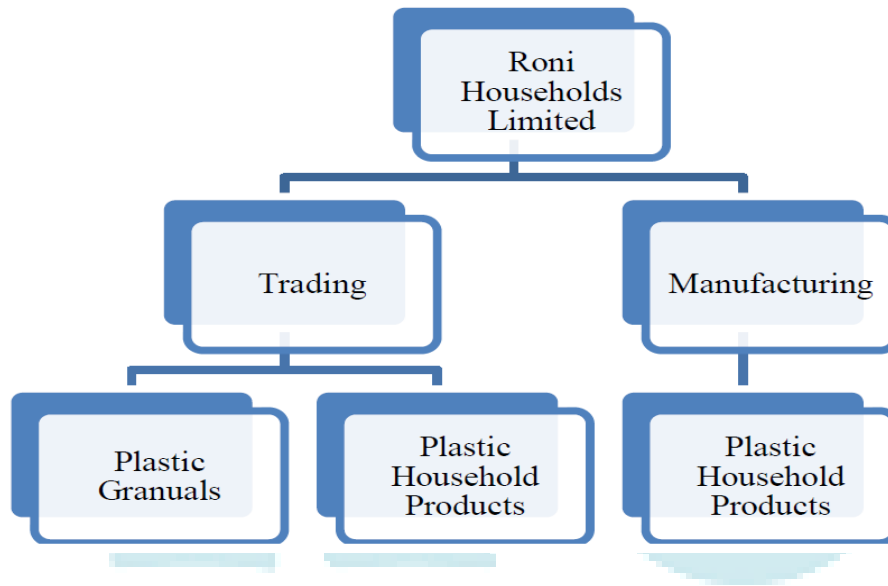 Roni
Households
Limited
Trading
Manufacturing
Plastic
Granuals
Plastic
Household
Products
Plastic
Household
Products